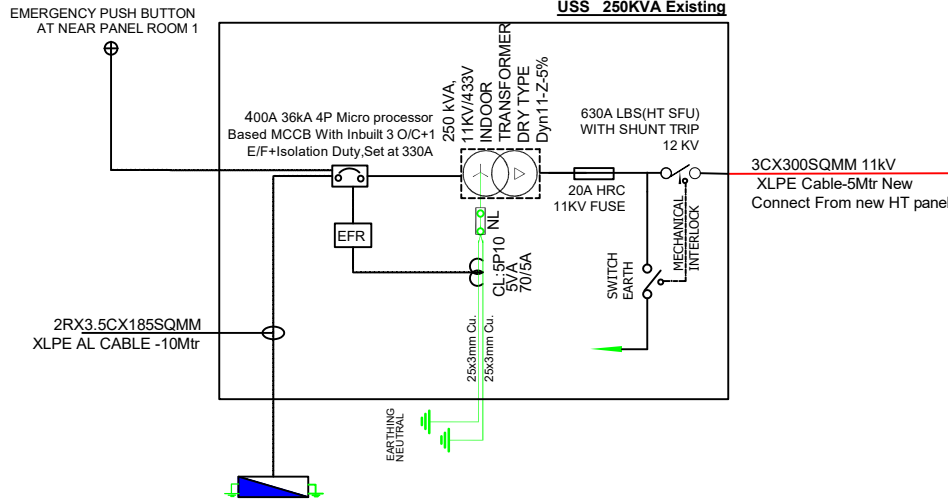 USS 250KVA Existing
EMERGENCY PUSH BUTTON
AT NEAR PANEL ROOM 1
400A 36kA 4P Micro processor
Based MCCB With Inbuilt 3 O/C+1
E/F+Isolation Duty,Set at 330A
250 kVA,
11KV/433V
INDOOR
TRANSFORMER
DRY TYPE
Dyn11-Z-5%
630A LBS(HT SFU)
WITH SHUNT TRIP
12 KV
20A HRC
11KV FUSE
3CX300SQMM 11kV
XLPE Cable-5Mtr New
Connect From new HT panel
EFR
NL
CL:5P10
5VA
70/5A
SWITCH
EARTH
MECHANICAL
INTERLOCK
2RX3.5CX185SQMM
XLPE AL CABLE -10Mtr
25x3mm Cu.
25x3mm Cu.
EARTHING
NEUTRAL